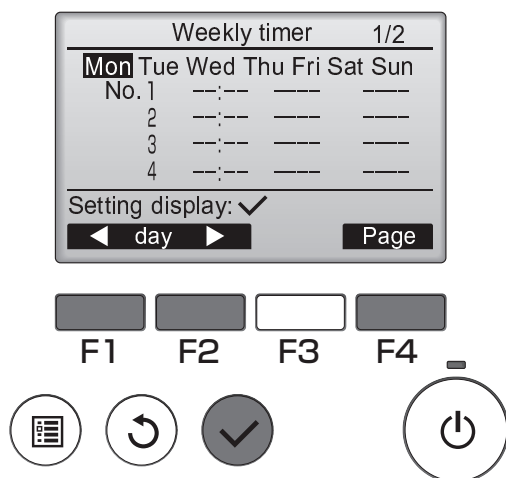 Weekly timer 1/2
Mon Tue Wed Thu Fri Sat Sun
No. 1 --:-- ---- ----
2 --:-- ---- ----
3 --:-- ---- ----
4 --:-- ---- ----
Setting display: ✓
◀ day ▶ Page
F1 F2 F3 F4